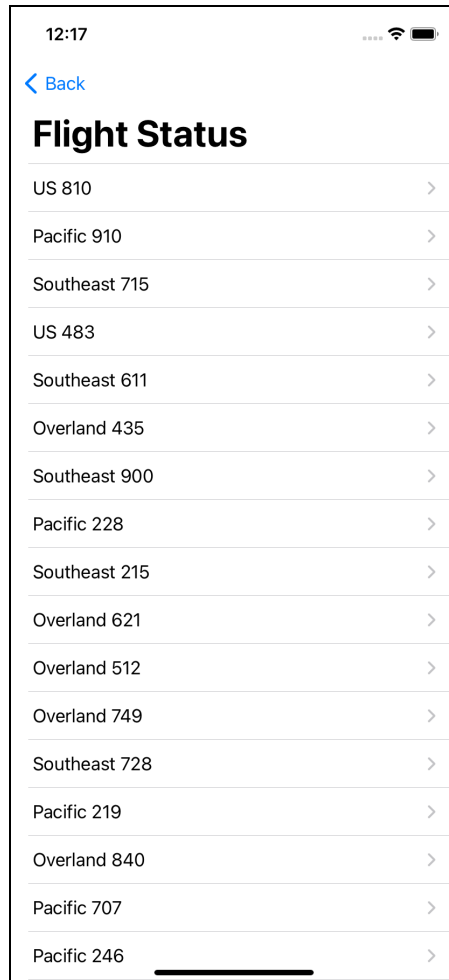 12:17
Back
Flight Status
US 810
Pacific 910
Southeast 715
US 483
Southeast 611
Overland 435
Southeast 900
Pacific 228
Southeast 215
Overland 621
Overland 512
Overland 749
Southeast 728
Pacific 219
Overland 840
Pacific 707
Pacific 246